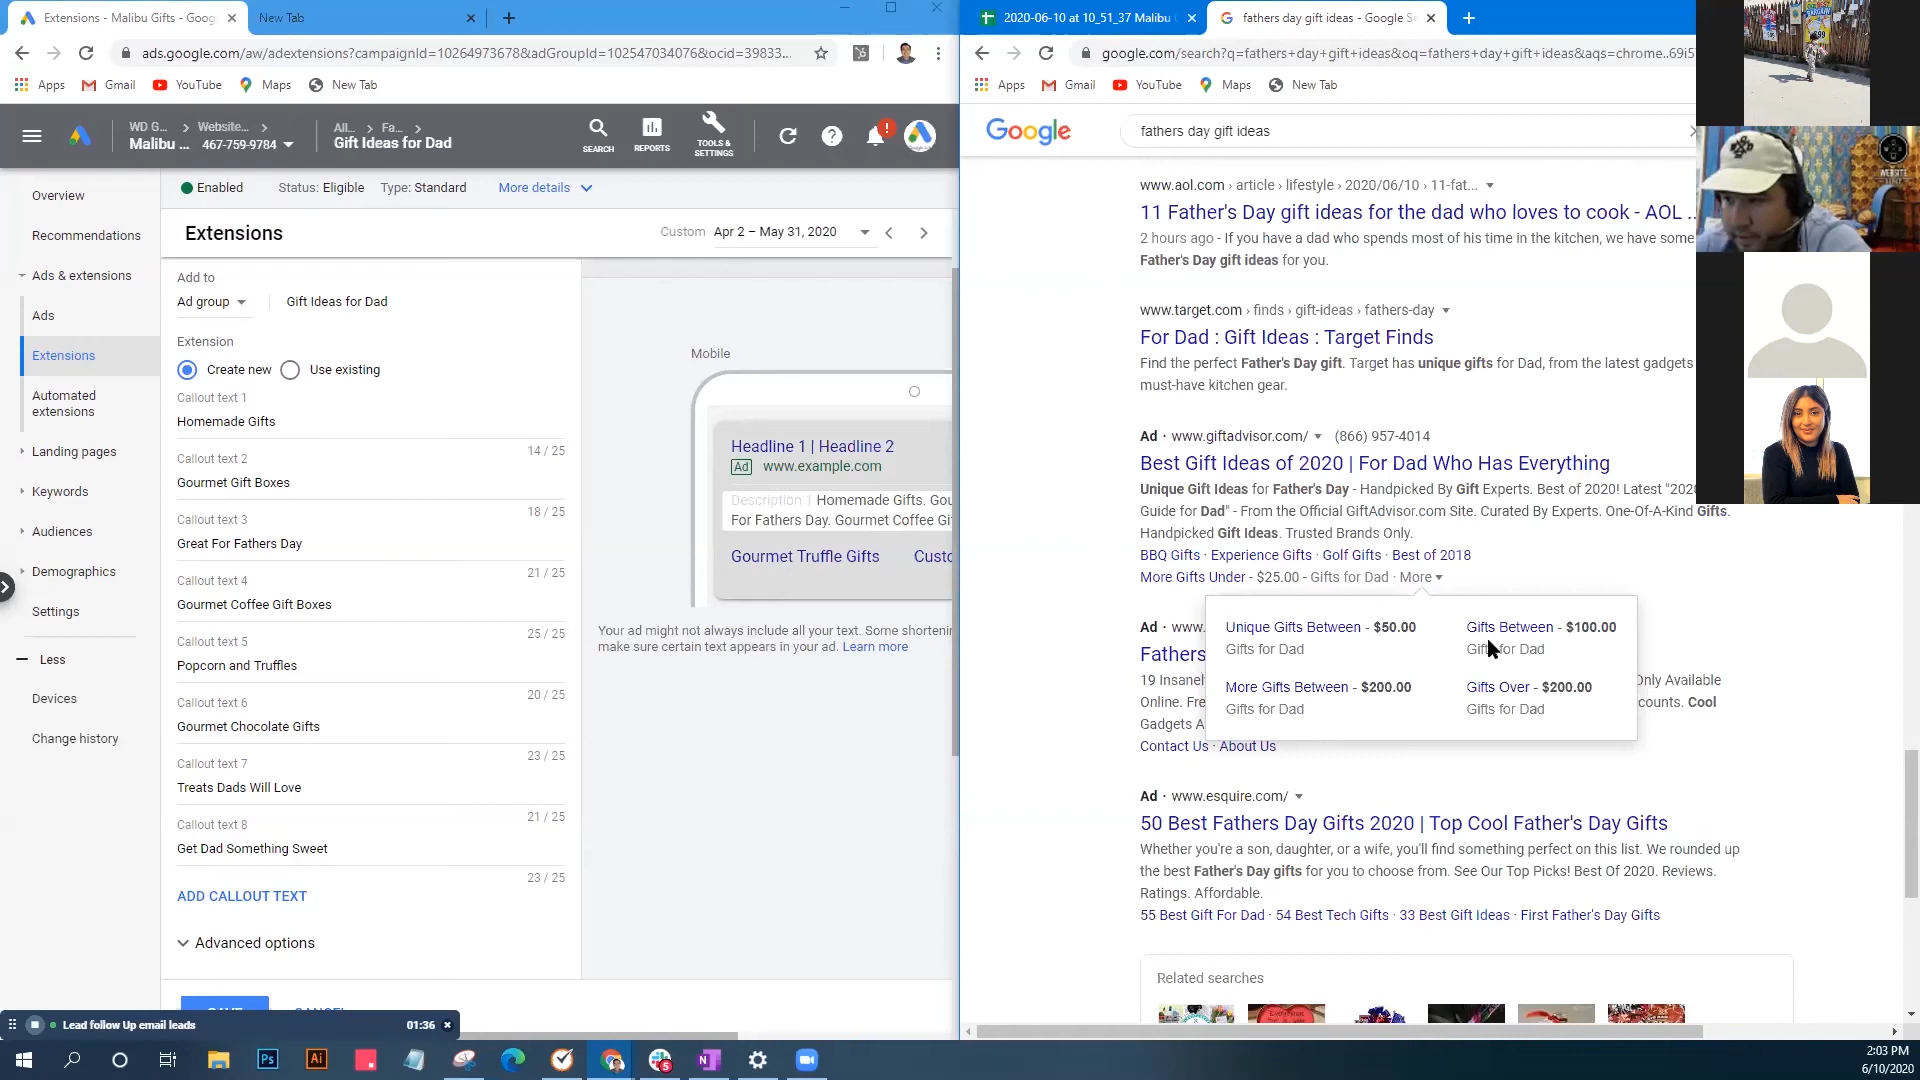 Extensions - Malibu Gifts - Goog
New Tab
ads.google.com/aw/adextensions?campaignId=10264973678&adGroupId=102547034076&ocid=39833...
Apps
Gmail
YouTube
Maps
New Tab
WD G... > Website... >
Malibu ... 467-759-9784
All... > Fa... >
Gift Ideas for Dad
SEARCH
REPORTS
TOOLS & SETTINGS
Overview
Recommendations
Ads & extensions
Ads
Extensions
Automated extensions
Landing pages
Keywords
Audiences
Demographics
Settings
Less
Devices
Change history
Enabled Status: Eligible Type: Standard More details
Extensions
Custom Apr 2 – May 31, 2020
Add to
Ad group Gift Ideas for Dad
Extension
Create new Use existing
Callout text 1
Homemade Gifts
14 / 25
Callout text 2
Gourmet Gift Boxes
18 / 25
Callout text 3
Great For Fathers Day
21 / 25
Callout text 4
Gourmet Coffee Gift Boxes
25 / 25
Callout text 5
Popcorn and Truffles
20 / 25
Callout text 6
Gourmet Chocolate Gifts
23 / 25
Callout text 7
Treats Dads Will Love
21 / 25
Callout text 8
Get Dad Something Sweet
23 / 25
ADD CALLOUT TEXT
Advanced options
Mobile
Headline 1 | Headline 2
Ad www.example.com
Description 1 Homemade Gifts. Gou
For Fathers Day. Gourmet Coffee Gi
Gourmet Truffle Gifts Custo
Your ad might not always include all your text. Some shortenin
make sure certain text appears in your ad. Learn more
Lead follow Up email leads 01:36
2020-06-10 at 10_51_37 Malibu
fathers day gift ideas - Google Se
google.com/search?q=fathers+day+gift+ideas&oq=fathers+day+gift+ideas&aqs=chrome..69i5
Apps
Gmail
YouTube
Maps
New Tab
Google
fathers day gift ideas
www.aol.com › article › lifestyle › 2020/06/10 › 11-fat...
11 Father's Day gift ideas for the dad who loves to cook - AOL ..
2 hours ago - If you have a dad who spends most of his time in the kitchen, we have some
Father's Day gift ideas for you.
www.target.com › finds › gift-ideas › fathers-day
For Dad : Gift Ideas : Target Finds
Find the perfect Father's Day gift. Target has unique gifts for Dad, from the latest gadgets
must-have kitchen gear.
Ad · www.giftadvisor.com/ (866) 957-4014
Best Gift Ideas of 2020 | For Dad Who Has Everything
Unique Gift Ideas for Father's Day - Handpicked By Gift Experts. Best of 2020! Latest "202
Guide for Dad" - From the Official GiftAdvisor.com Site. Curated By Experts. One-Of-A-Kind Gifts.
Handpicked Gift Ideas. Trusted Brands Only.
BBQ Gifts · Experience Gifts · Golf Gifts · Best of 2018
More Gifts Under - $25.00 - Gifts for Dad · More
Unique Gifts Between - $50.00
Gifts for Dad
Gifts Between - $100.00
Gifts for Dad
More Gifts Between - $200.00
Gifts for Dad
Gifts Over - $200.00
Gifts for Dad
Ad · www.
Fathers
19 Insanel Only Available
Online. Fre counts. Cool
Gadgets A
Contact Us · About Us
Ad · www.esquire.com/
50 Best Fathers Day Gifts 2020 | Top Cool Father's Day Gifts
Whether you're a son, daughter, or a wife, you'll find something perfect on this list. We rounded up
the best Father's Day gifts for you to choose from. See Our Top Picks! Best Of 2020. Reviews.
Ratings. Affordable.
55 Best Gift For Dad · 54 Best Tech Gifts · 33 Best Gift Ideas · First Father's Day Gifts
Related searches
2:03 PM
6/10/2020